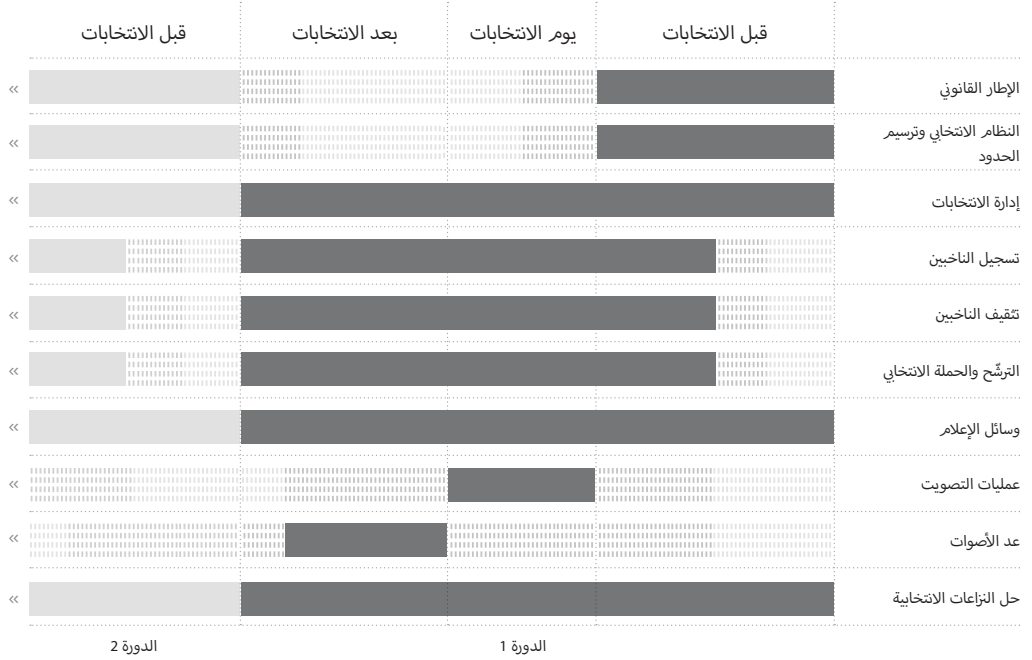 قبل الانتخابات
يوم الانتخابات
بعد الانتخابات
قبل الانتخابات
الإطار القانوني
»
النظام الانتخابي وترسيم
الحدود
»
إدارة الانتخابات
»
تسجيل الناخبين
»
تثقيف الناخبين
»
الترشّح والحملة الانتخابي
»
وسائل الإعلام
»
عمليات التصويت
»
عد الأصوات
»
حل النزاعات الانتخابية
»
الدورة 1
الدورة 2